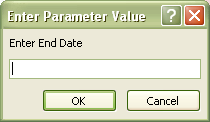 Enter Parameter Value
Enter End Date
OK
Cancel